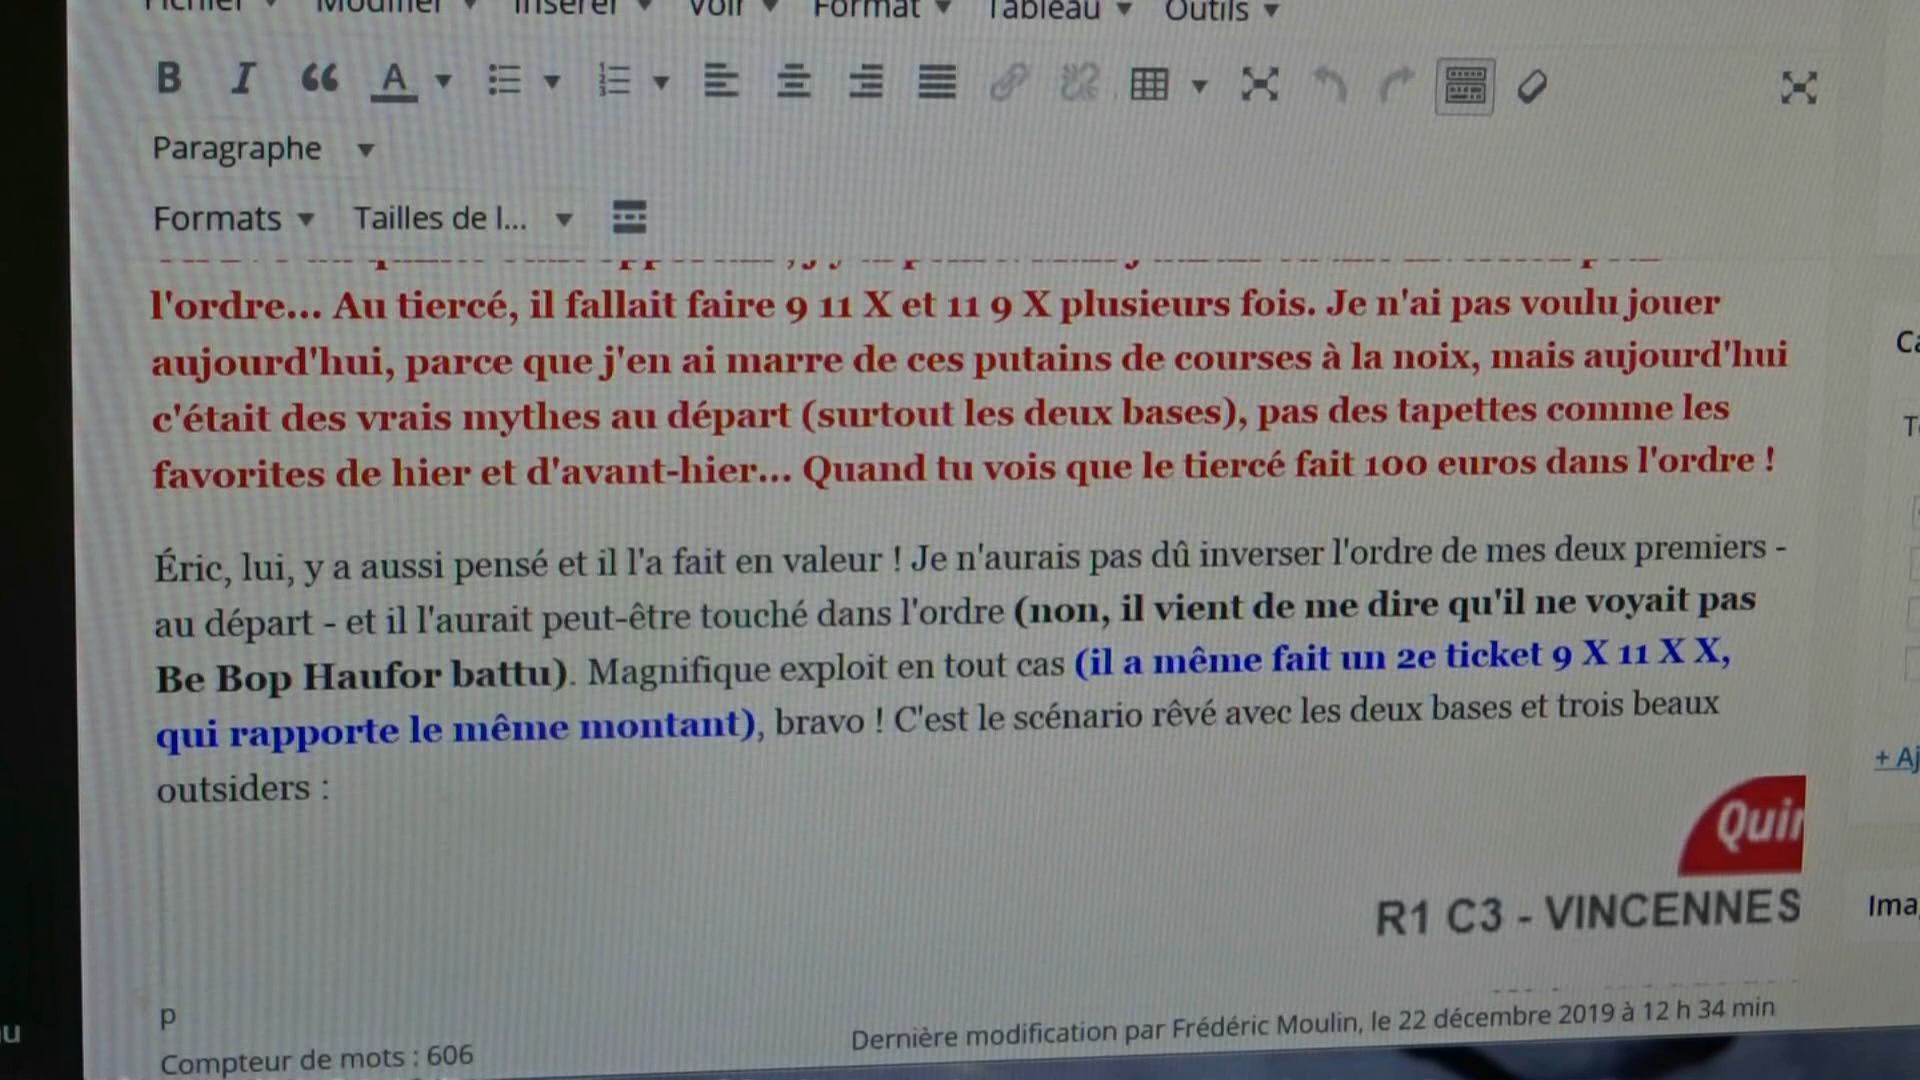 Fichier Modifier Insérer Voir Format Tableau Outils
B I A
Paragraphe
Formats Tailles de l...
l'ordre... Au tiercé, il fallait faire 9 11 X et 11 9 X plusieurs fois. Je n'ai pas voulu jouer
aujourd'hui, parce que j'en ai marre de ces putains de courses à la noix, mais aujourd'hui
c'était des vrais mythes au départ (surtout les deux bases), pas des tapettes comme les
favorites de hier et d'avant-hier... Quand tu vois que le tiercé fait 100 euros dans l'ordre !
Éric, lui, y a aussi pensé et il l'a fait en valeur ! Je n'aurais pas dû inverser l'ordre de mes deux premiers -
au départ - et il l'aurait peut-être touché dans l'ordre (non, il vient de me dire qu'il ne voyait pas
Be Bop Haufor battu). Magnifique exploit en tout cas (il a même fait un 2e ticket 9 X 11 X X,
qui rapporte le même montant), bravo ! C'est le scénario rêvé avec les deux bases et trois beaux
outsiders :
Quin
R1 C3 - VINCENNES
p
Compteur de mots : 606
Dernière modification par Frédéric Moulin, le 22 décembre 2019 à 12 h 34 min
Ca
+ Aj
Ima